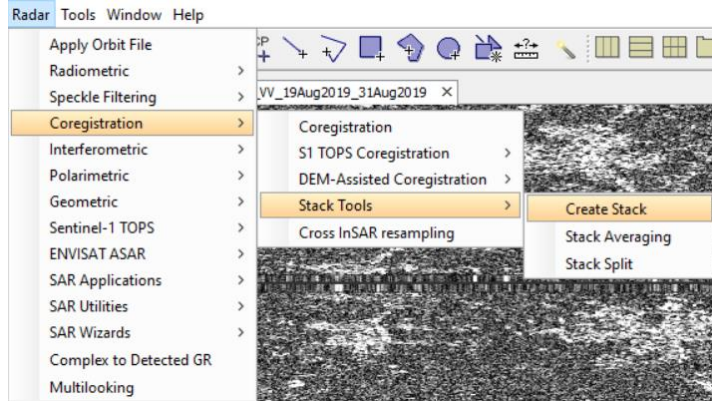 Radar Tools Window Help
Apply Orbit File
Radiometric >
Speckle Filtering >
Coregistration >
Interferometric >
Polarimetric >
Geometric >
Sentinel-1 TOPS >
ENVISAT ASAR >
SAR Applications >
SAR Utilities >
SAR Wizards >
Complex to Detected GR
Multilooking
VV_19Aug2019_31Aug2019 ×
Coregistration
S1 TOPS Coregistration >
DEM-Assisted Coregistration >
Stack Tools >
Cross InSAR resampling
Create Stack
Stack Averaging
Stack Split